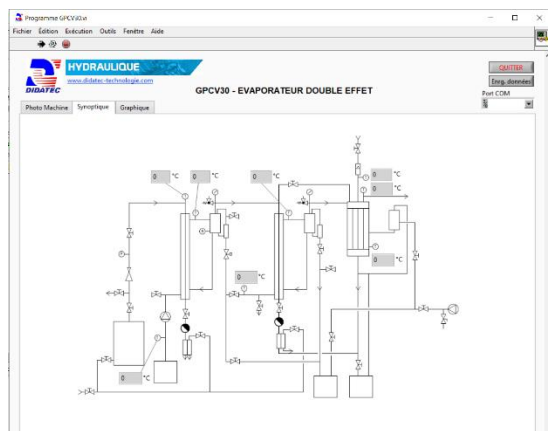 Programme GPCV30.vi
Fichier Édition Exécution Outils Fenêtre Aide
HYDRAULIQUE
www.didatec-technologie.com
DIDATEC
GPCV30 - EVAPORATEUR DOUBLE EFFET
QUITTER
Enrg. données
Port COM
Photo Machine Synoptique Graphique
0 °C
0 °C
0 °C
0 °C
0 °C
0 °C
0 °C
0 °C